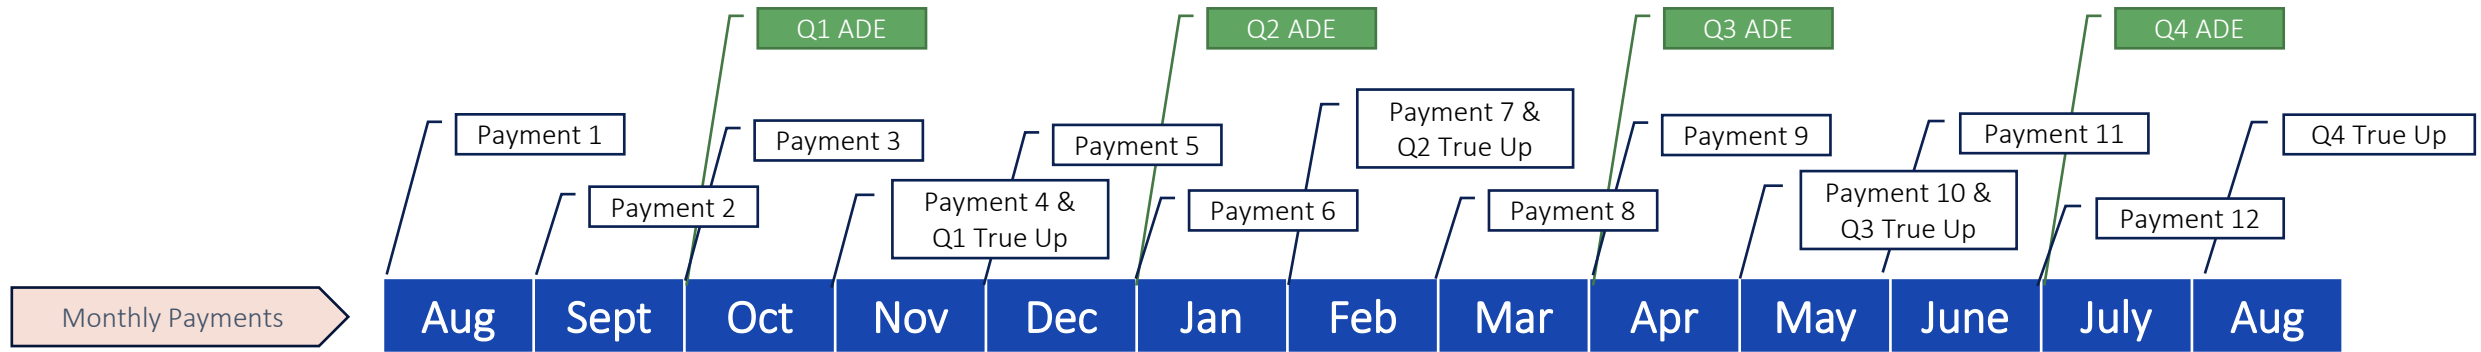 Q1 ADE
Q2 ADE
Q3 ADE
Q4 ADE
Payment 1
Payment 2
Payment 3
Payment 4 &
Q1 True Up
Payment 5
Payment 6
Payment 7 &
Q2 True Up
Payment 8
Payment 9
Payment 10 &
Q3 True Up
Payment 11
Payment 12
Q4 True Up
Monthly Payments
Aug
Sept
Oct
Nov
Dec
Jan
Feb
Mar
Apr
May
June
July
Aug